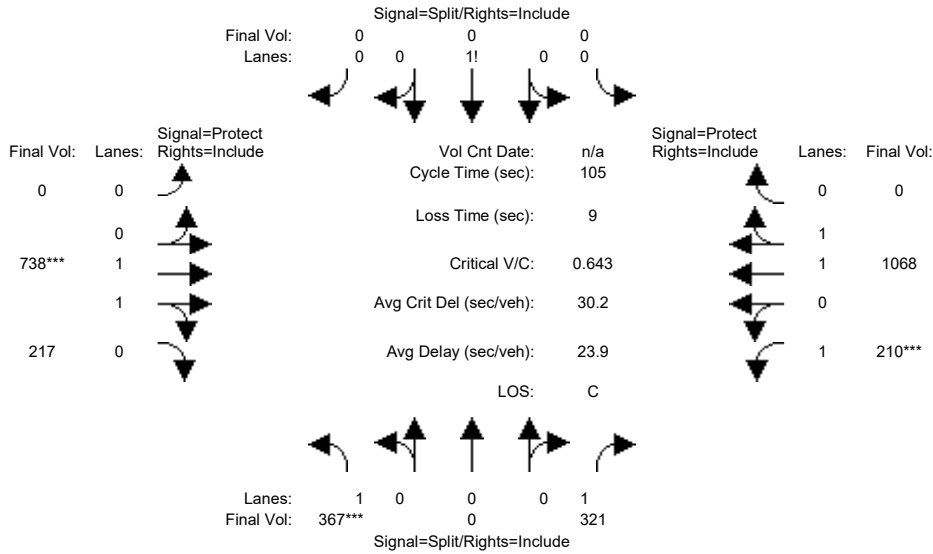 Signal=Split/Rights=Include
Final Vol: 0 0 0
Lanes: 0 0 1! 0 0
Signal=Protect Signal=Protect
Final Vol: Lanes: Rights=Include Vol Cnt Date: n/a Rights=Include Lanes: Final Vol:
Cycle Time (sec): 105
0 0 0 0
Loss Time (sec): 9
0 1
738*** 1 Critical V/C: 0.643 1 1068
1 Avg Crit Del (sec/veh): 30.2 0
217 0 Avg Delay (sec/veh): 23.9 1 210***
LOS: C
Lanes: 1 0 0 0 1
Final Vol: 367*** 0 321
Signal=Split/Rights=Include